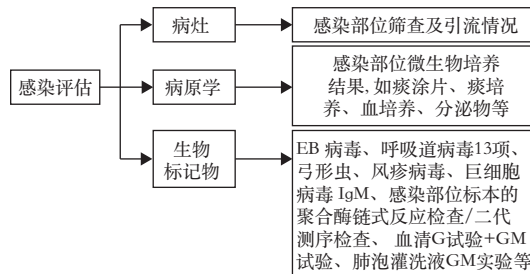 病灶
感染部位筛查及引流情况
感染评估
病原学
感染部位微生物培养
结果, 如痰涂片、痰培
养、血培养、分泌物等
生物
标记物
EB 病毒、呼吸道病毒13项、
弓形虫、风疹病毒、巨细胞
病毒 IgM、感染部位标本的
聚合酶链式反应检查/二代
测序检查、 血清G试验+GM
试验、肺泡灌洗液GM实验等